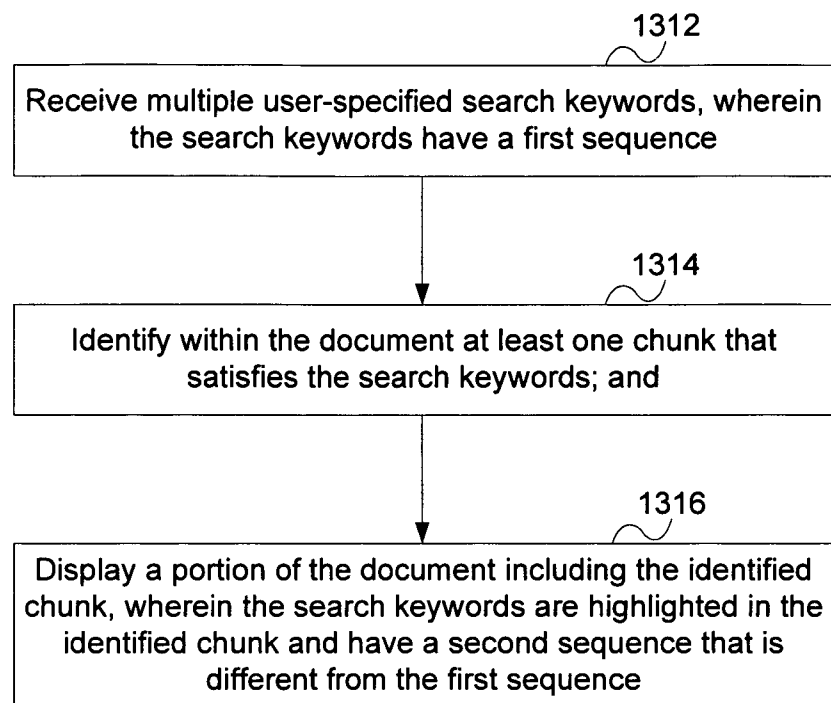 1312
Receive multiple user-specified search keywords, wherein
the search keywords have a first sequence
1314
Identify within the document at least one chunk that
satisfies the search keywords; and
1316
Display a portion of the document including the identified
chunk, wherein the search keywords are highlighted in the
identified chunk and have a second sequence that is
different from the first sequence